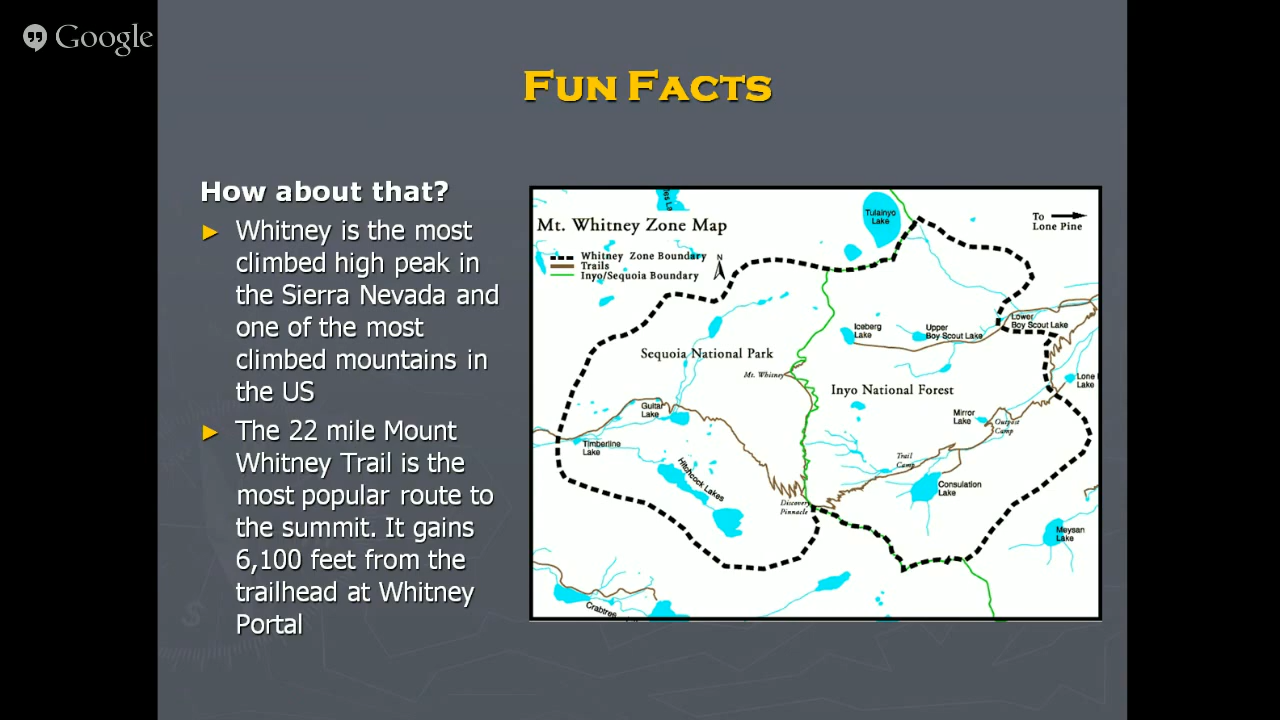 Google
FUN FACTS
How about that?
Whitney is the most
climbed high peak in
the Sierra Nevada and
one of the most
climbed mountains in
the US
The 22 mile Mount
Whitney Trail is the
most popular route to
the summit. It gains
6,100 feet from the
trailhead at Whitney
Portal
Mt. Whitney Zone Map
Whitney Zone Boundary
Trails
Inyo/Sequoia Boundary
N
Tulainyo
Lake
To
Lone Pine
Iceberg
Lake
Upper
Boy Scout Lake
Lower
Boy Scout Lake
Sequoia National Park
Mt. Whitney
Inyo National Forest
Lone
Lake
Guitar
Lake
Mirror
Lake
Outpost
Camp
Timberline
Lake
Hitchcock Lakes
Trail
Camp
Consulation
Lake
Discovery
Pinnacle
Meysan
Lake
Crabtree
S